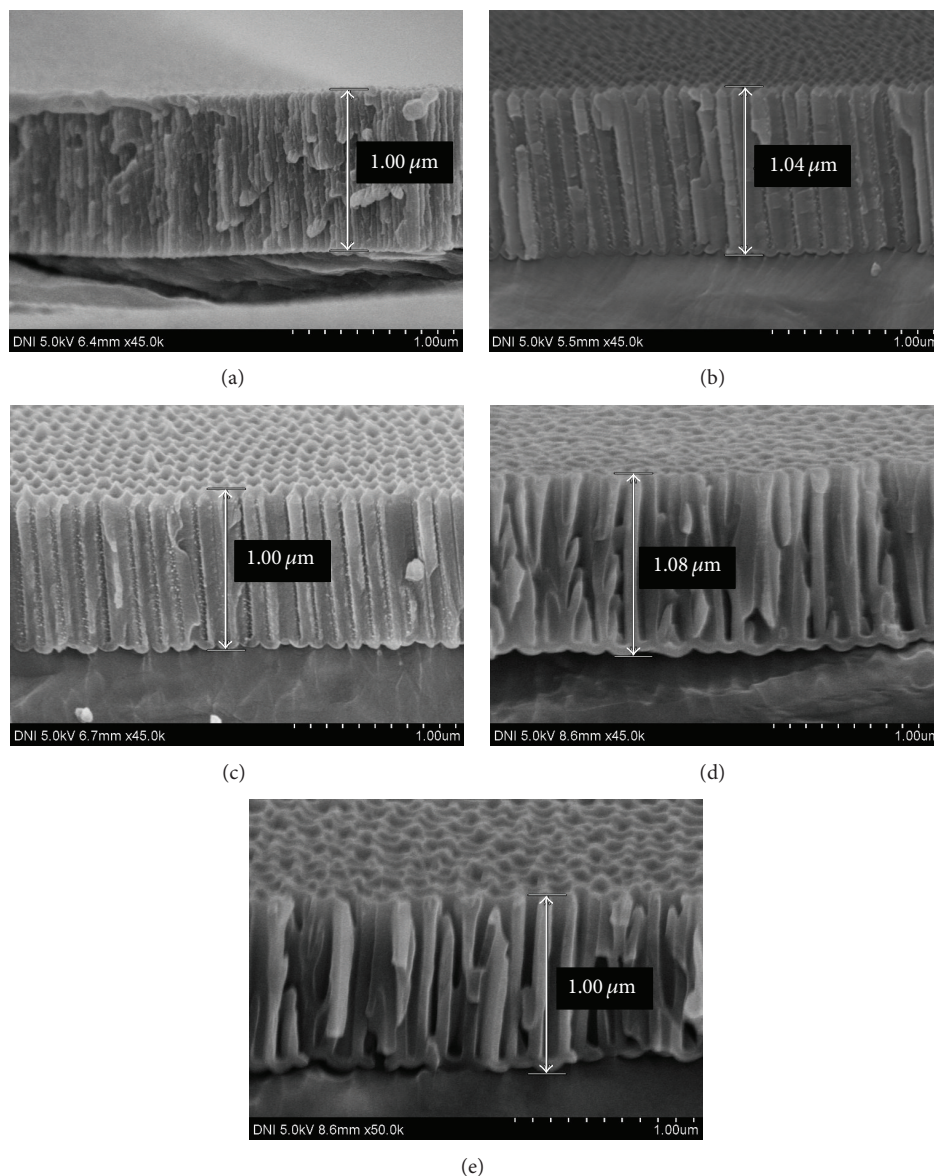 1.00 μm
DNI 5.0kV 6.4mm x45.0k 1.00um
(a)
1.04 μm
DNI 5.0kV 5.5mm x45.0k 1.00um
(b)
1.00 μm
DNI 5.0kV 6.7mm x45.0k 1.00um
(c)
1.08 μm
DNI 5.0kV 8.6mm x45.0k 1.00um
(d)
1.00 μm
DNI 5.0kV 8.6mm x50.0k 1.00um
(e)